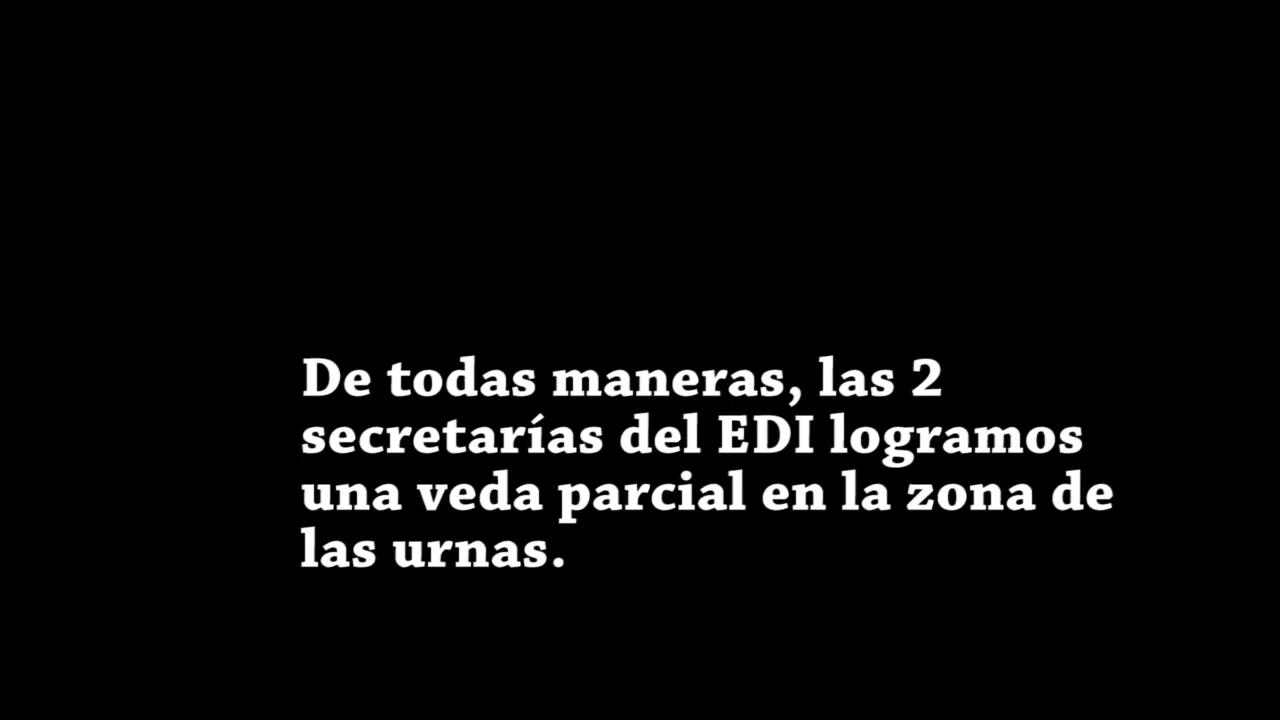 De todas maneras, las 2
secretarías del EDI logramos
una veda parcial en la zona de
las urnas.